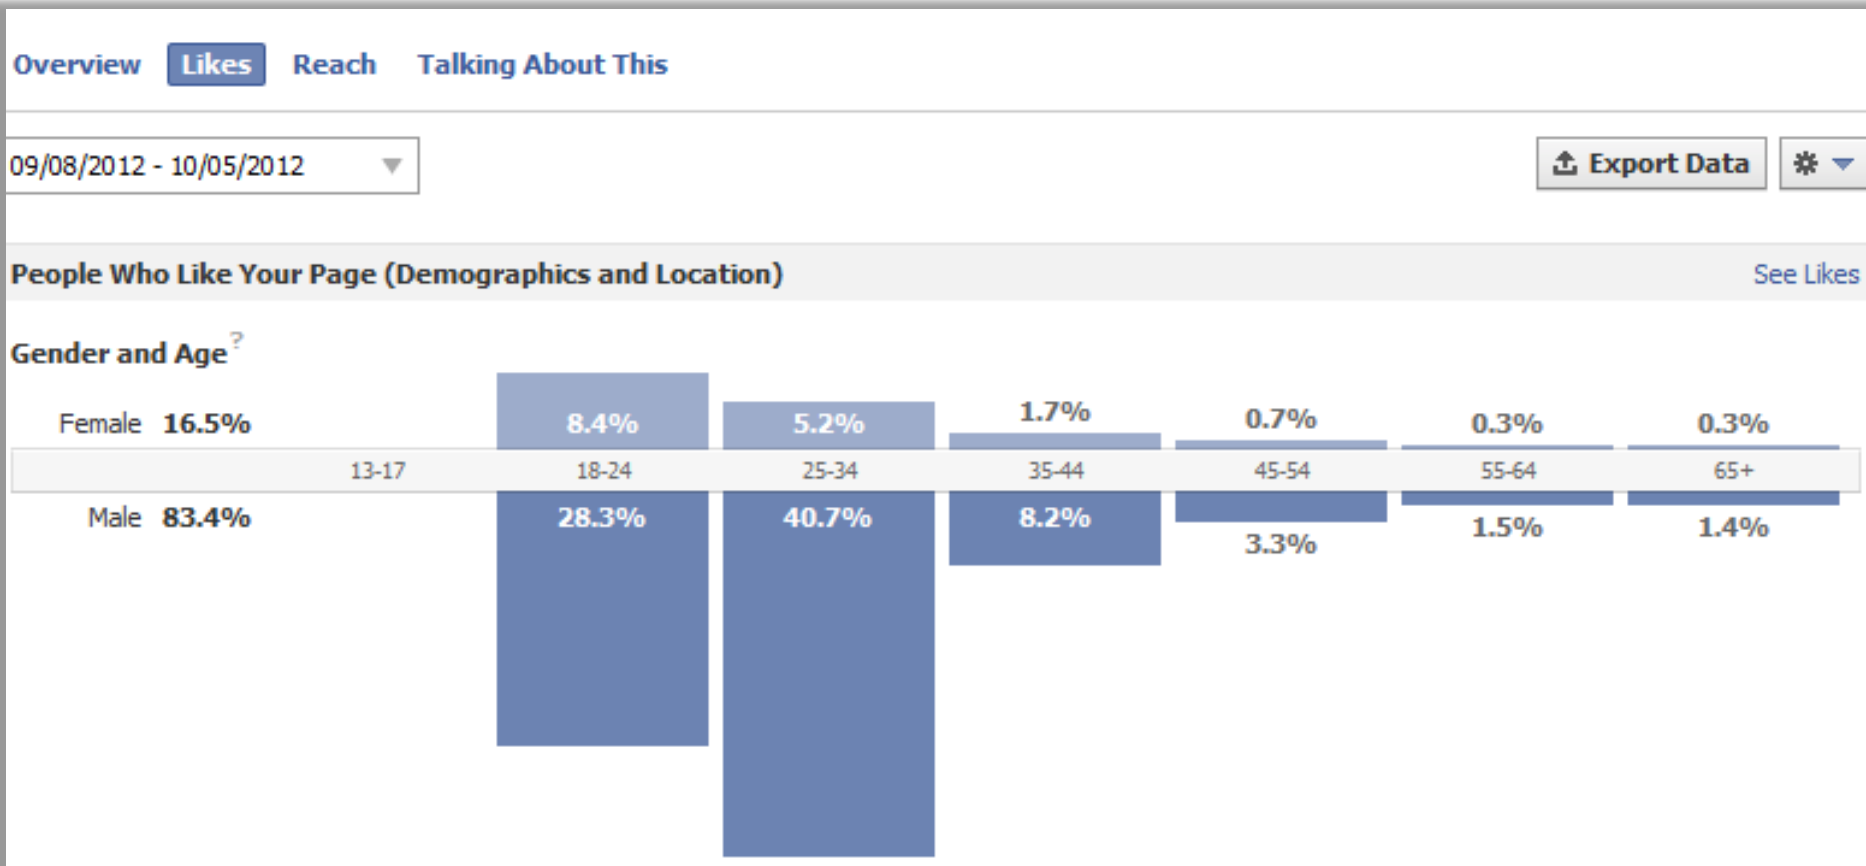 Overview Likes Reach Talking About This
09/08/2012 - 10/05/2012 Export Data
People Who Like Your Page (Demographics and Location) See Likes
Gender and Age?
Female 16.5% 8.4% 5.2% 1.7% 0.7% 0.3% 0.3%
13-17 18-24 25-34 35-44 45-54 55-64 65+
Male 83.4% 28.3% 40.7% 8.2% 3.3% 1.5% 1.4%